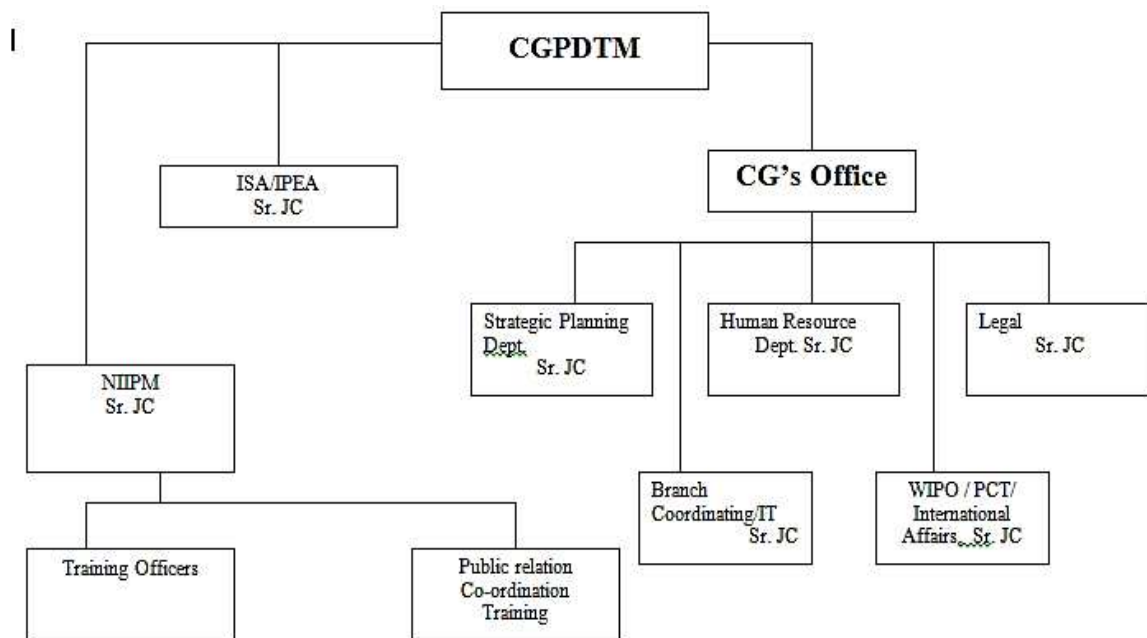 I
CGPDTM
CG's Office
ISA/IPEA
Sr. JC
Strategic Planning
Dept.
Sr. JC
Human Resource
Dept. Sr. JC
Legal
Sr. JC
NIIPM
Sr. JC
Branch
Coordinating/IT
Sr. JC
WIPO / PCT/
International
Affairs, Sr. JC
Training Officers
Public relation
Co-ordination
Training